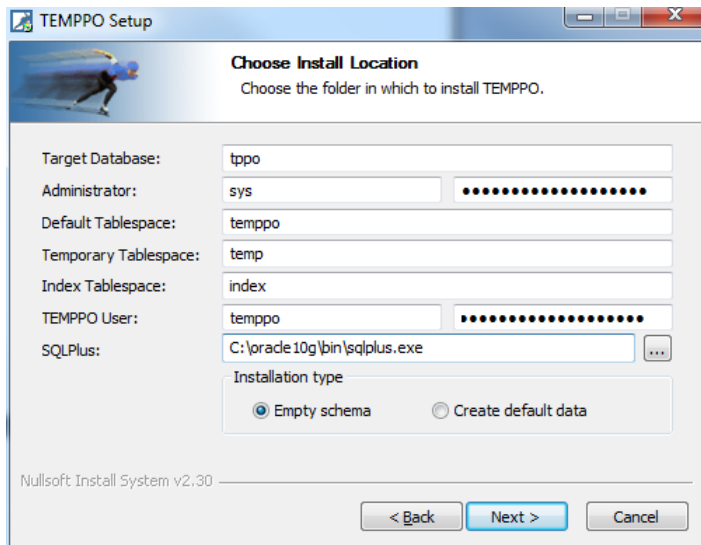 TEMPPO Setup
Choose Install Location
Choose the folder in which to install TEMPPO.
Target Database: tppo
Administrator: sys ●●●●●●●●●●●●●●●●●●●
Default Tablespace: temppo
Temporary Tablespace: temp
Index Tablespace: index
TEMPPO User: temppo ●●●●●●●●●●●●●●●●●●●
SQLPlus: C:\oracle10g\bin\sqlplus.exe ...
Installation type
Empty schema Create default data
Nullsoft Install System v2.30
< Back Next > Cancel